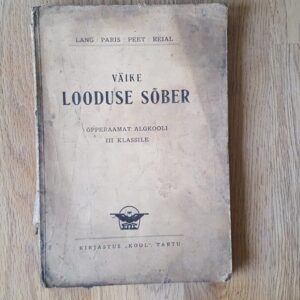 LANG PARIS PEET REIAL
VÄIKE
LOODUSE SÕBER
ÕPPERAAMAT ALGKOOLI
III KLASSILE
KIRJASTUS „KOOL", TARTU